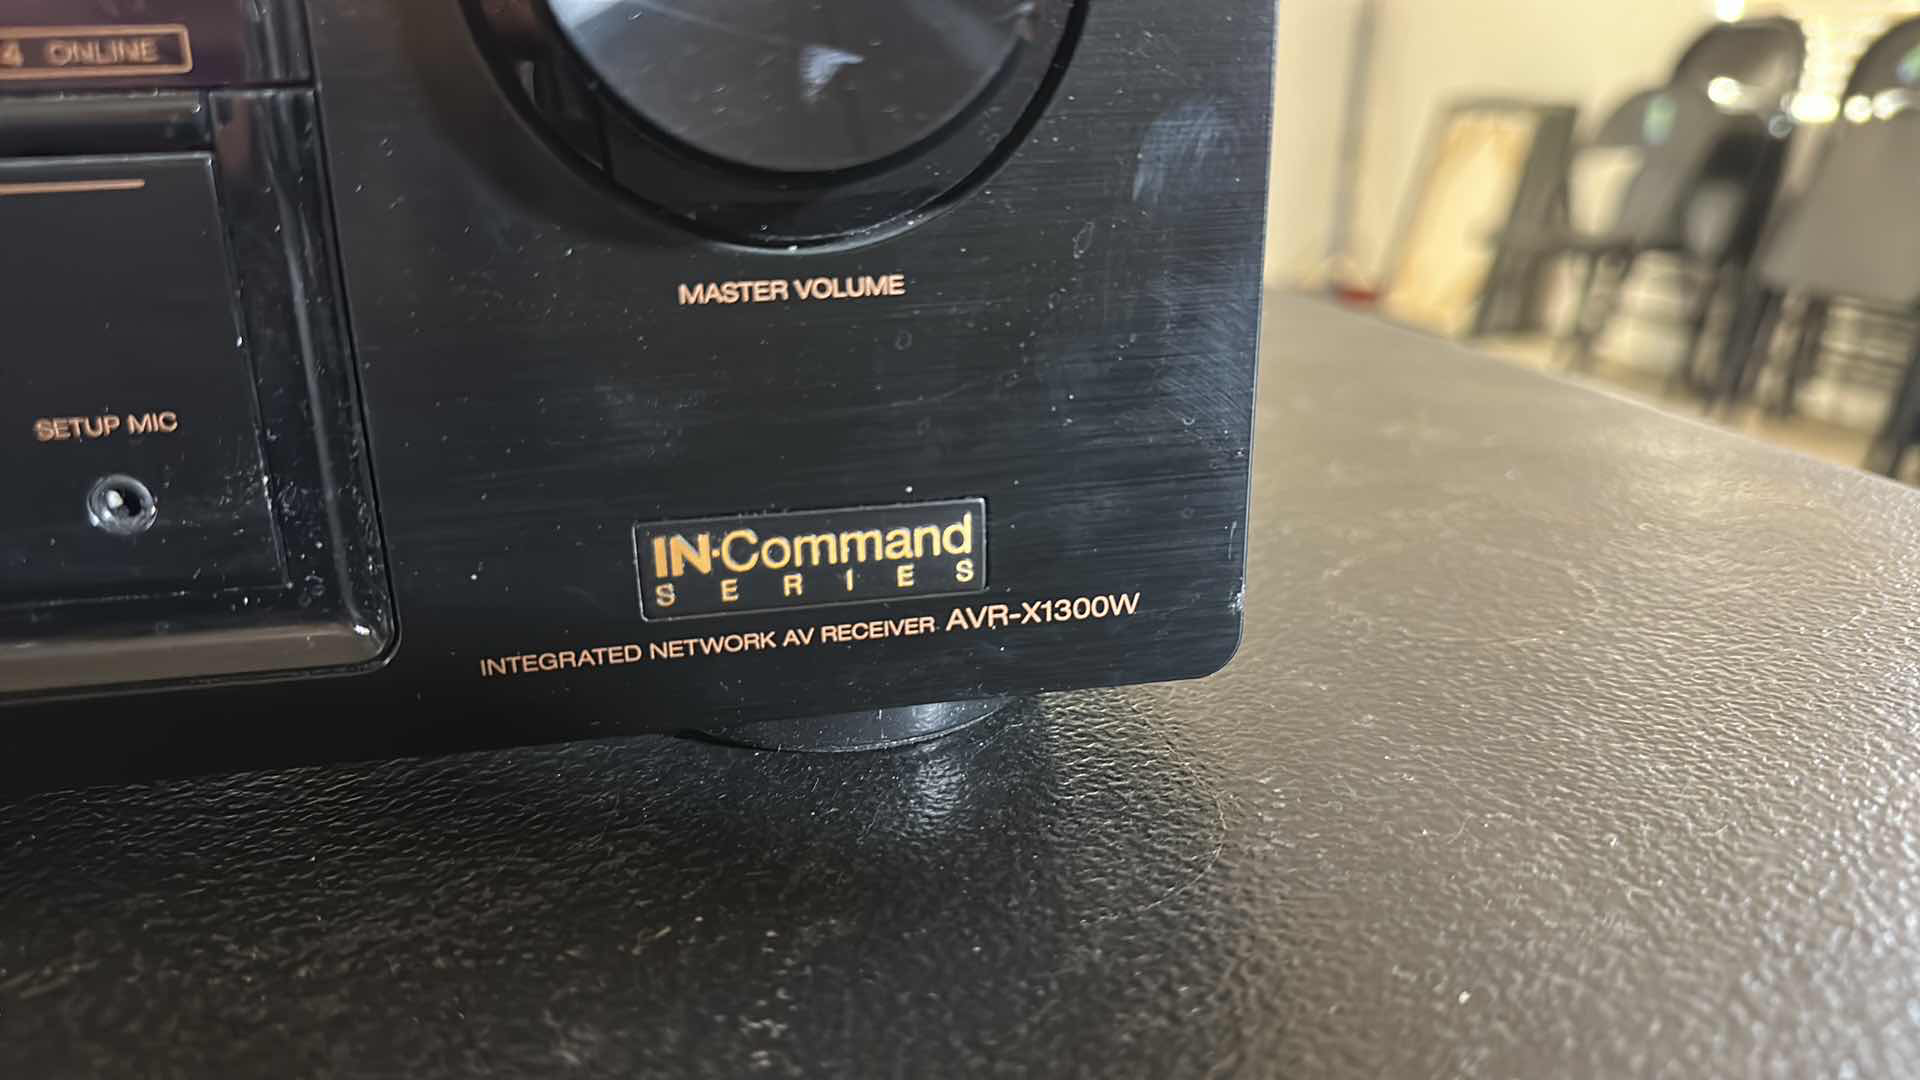 4 ONLINE
MASTER VOLUME
SETUP MIC
IN·Command
SERIES
INTEGRATED NETWORK AV RECEIVER AVR-X1300W